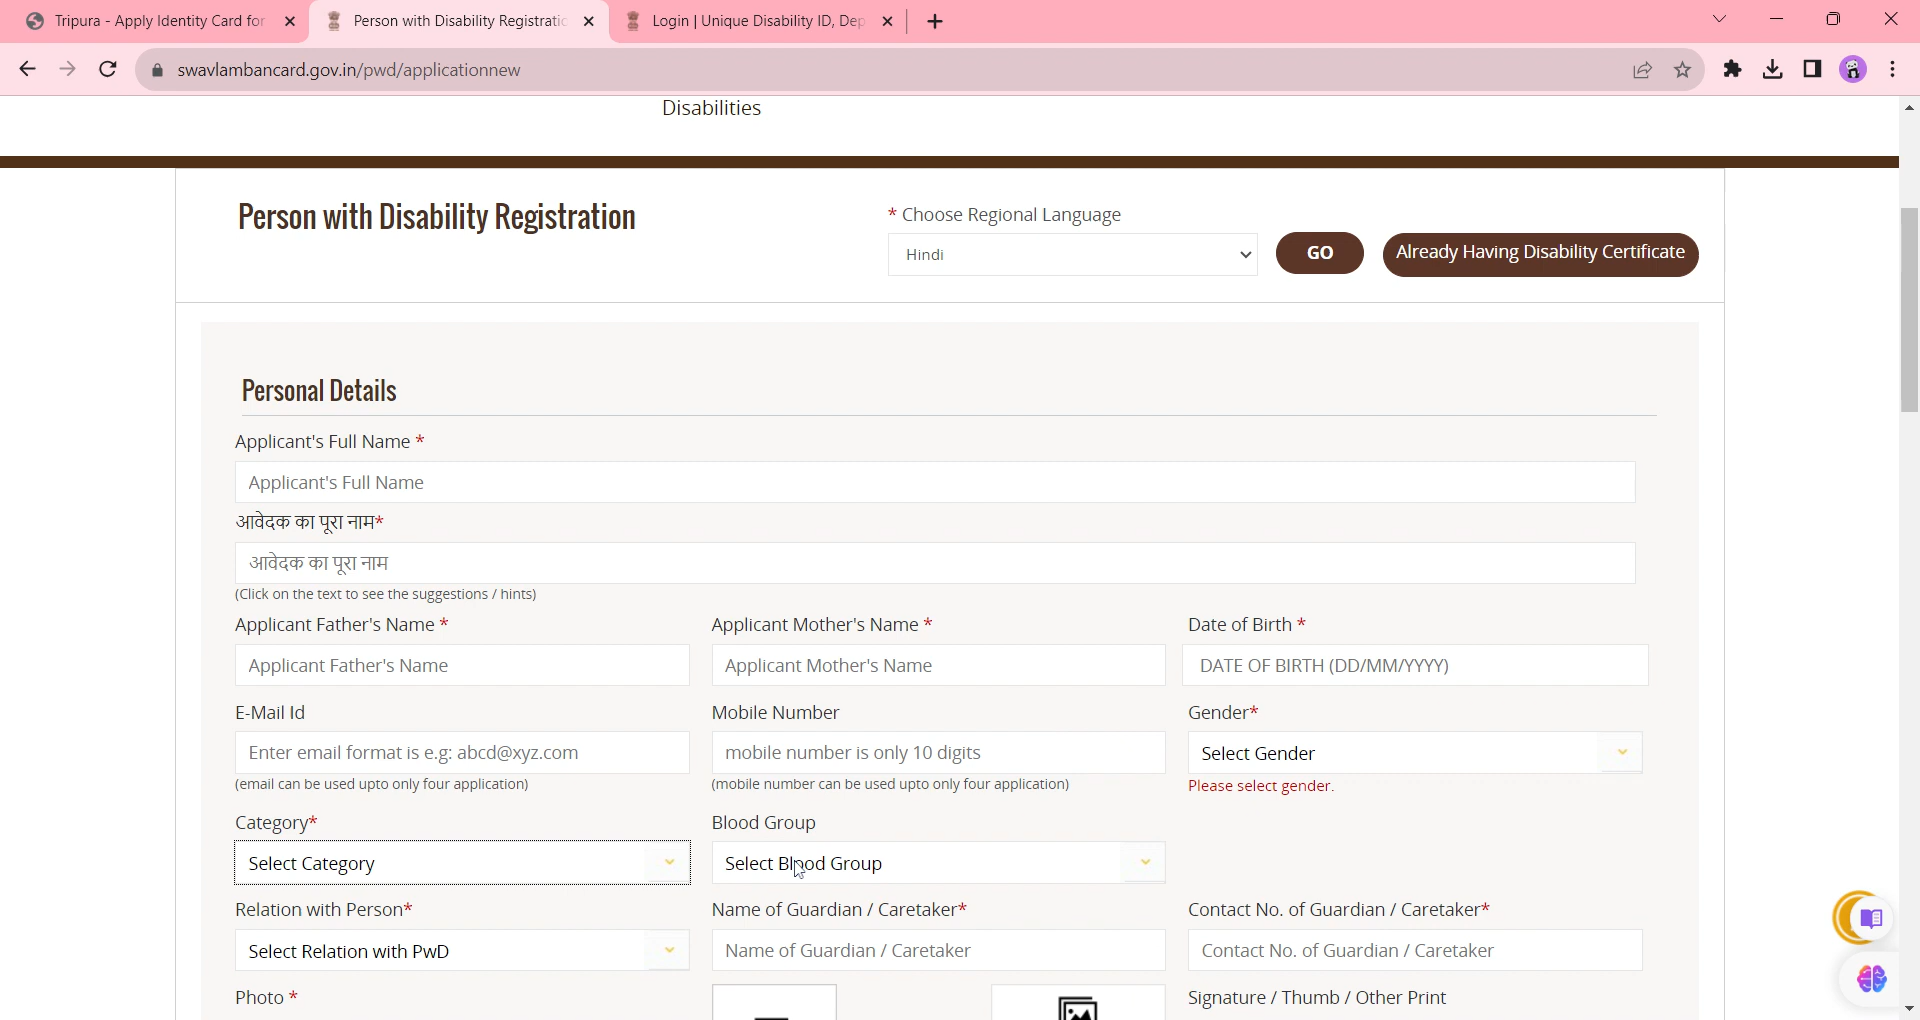 Tripura - Apply Identity Card for
Person with Disability Registratic
Login | Unique Disability ID, Dep
swavlambancard.gov.in/pwd/applicationnew
Disabilities
Person with Disability Registration
* Choose Regional Language
Hindi
GO
Already Having Disability Certificate
Personal Details
Applicant's Full Name *
Applicant's Full Name
आवेदक का पूरा नाम*
आवेदक का पूरा नाम
(Click on the text to see the suggestions / hints)
Applicant Father's Name *
Applicant Mother's Name *
Date of Birth *
Applicant Father's Name
Applicant Mother's Name
DATE OF BIRTH (DD/MM/YYYY)
E-Mail Id
Mobile Number
Gender*
Enter email format is e.g: abcd@xyz.com
mobile number is only 10 digits
Select Gender
(email can be used upto only four application)
(mobile number can be used upto only four application)
Please select gender.
Category*
Blood Group
Select Category
Select Blood Group
Relation with Person*
Name of Guardian / Caretaker*
Contact No. of Guardian / Caretaker*
Select Relation with PwD
Name of Guardian / Caretaker
Contact No. of Guardian / Caretaker
Photo *
Signature / Thumb / Other Print